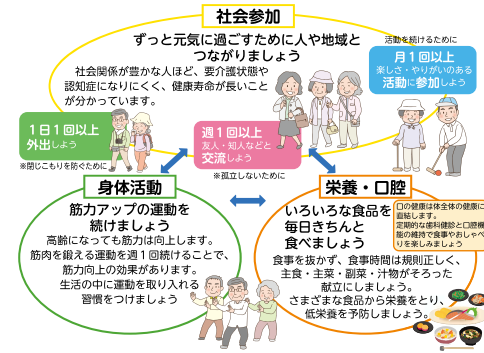 社会参加
ずっと元気に過ごすために人や地域と
つながりましょう
社会関係が豊かな人ほど、要介護状態や
認知症になりにくく、健康寿命が長いこと
が分かっています。
活動を続けるために
月1回以上
楽しさ・やりがいのある
活動に参加しよう
1日1回以上
外出しよう
※閉じこもりを防ぐために
週1回以上
友人・知人などと
交流しよう
※孤立しないために
身体活動
筋力アップの運動を
続けましょう
高齢になっても筋力は向上します。
筋肉を鍛える運動を週1回続けることで、
筋力向上の効果があります。
生活の中に運動を取り入れる
習慣をつけましょう
栄養・口腔
いろいろな食品を
毎日きちんと
食べましょう
口の健康は体全体の健康に
直結します。
定期的な歯科健診と口腔機
能の維持で食事やおしゃべ
りを楽しみましょう
食事を抜かず、食事時間は規則正しく、
主食・主菜・副菜・汁物がそろった
献立にしましょう。
さまざまな食品から栄養をとり、
低栄養を予防しましょう。